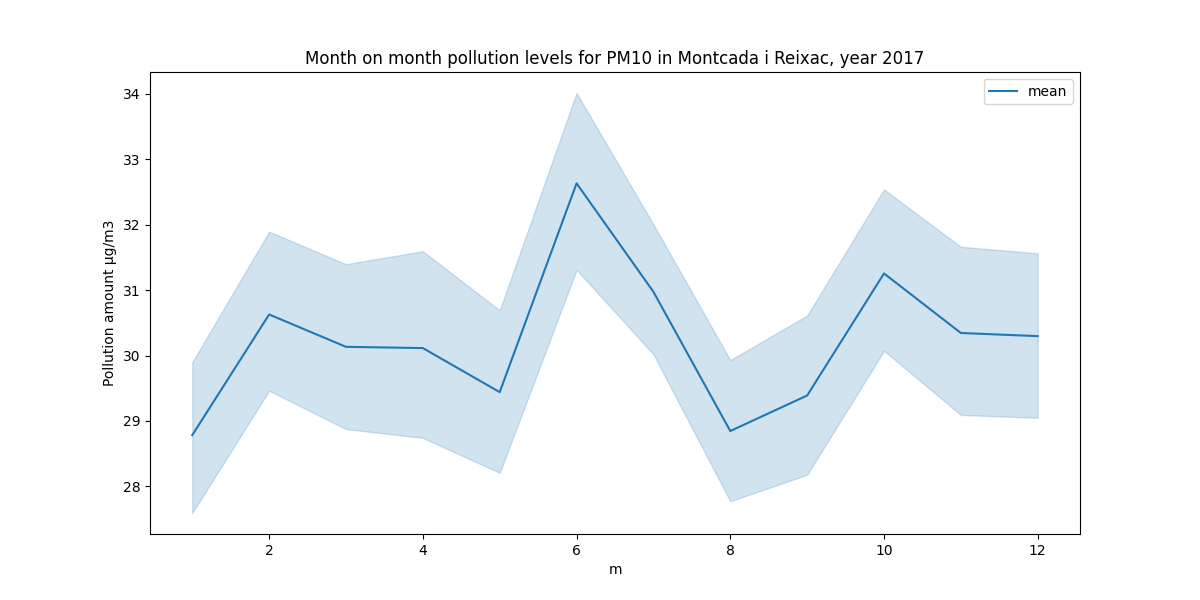 Month on month pollution levels for PM10 in Montcada i Reixac, year 2017
mean
Pollution amount µg/m3
34
33
32
31
30
29
28
2 4 6 8 10 12
m